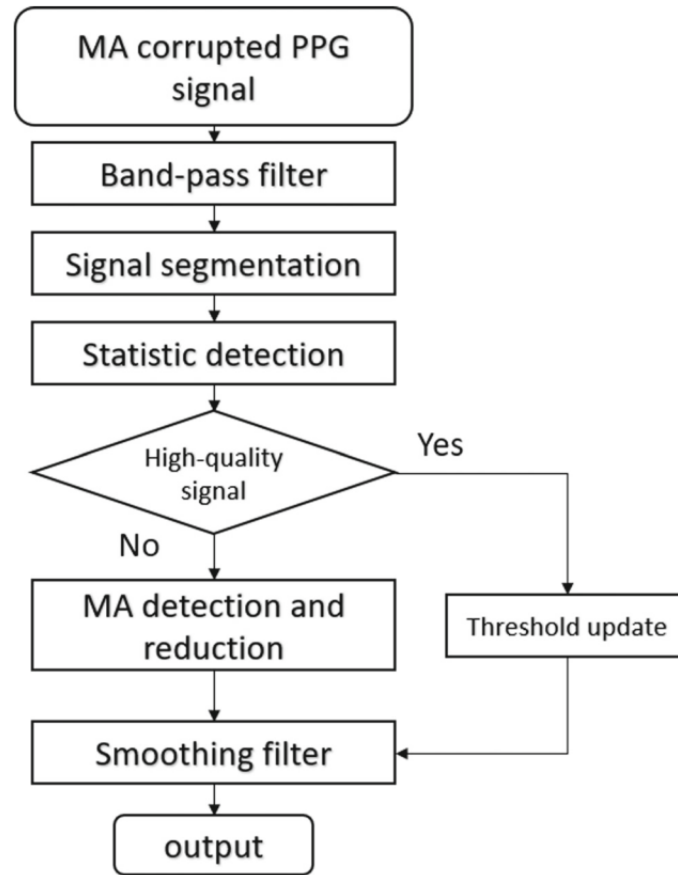 MA corrupted PPG
signal
Band-pass filter
Signal segmentation
Statistic detection
High-quality
signal
Yes
No
MA detection and
reduction
Threshold update
Smoothing filter
output